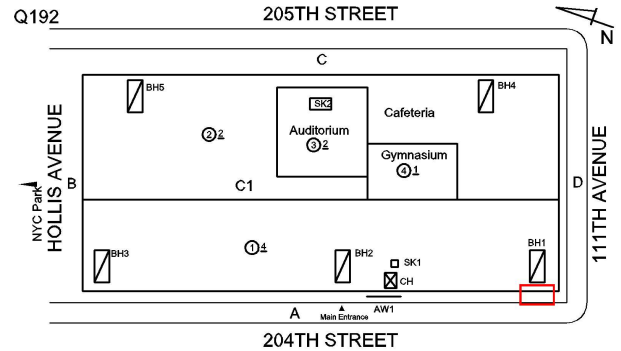 Q192
205TH STREET
N
C
BH5
BH4
SK2
Cafeteria
Auditorium
2 2
3 2
Gymnasium
4 1
HOLLIS AVENUE
NYC Park
B
C1
D
111TH AVENUE
1 4
BH3
BH2
SK1
BH1
CH
AW1
A
Main Entrance
204TH STREET